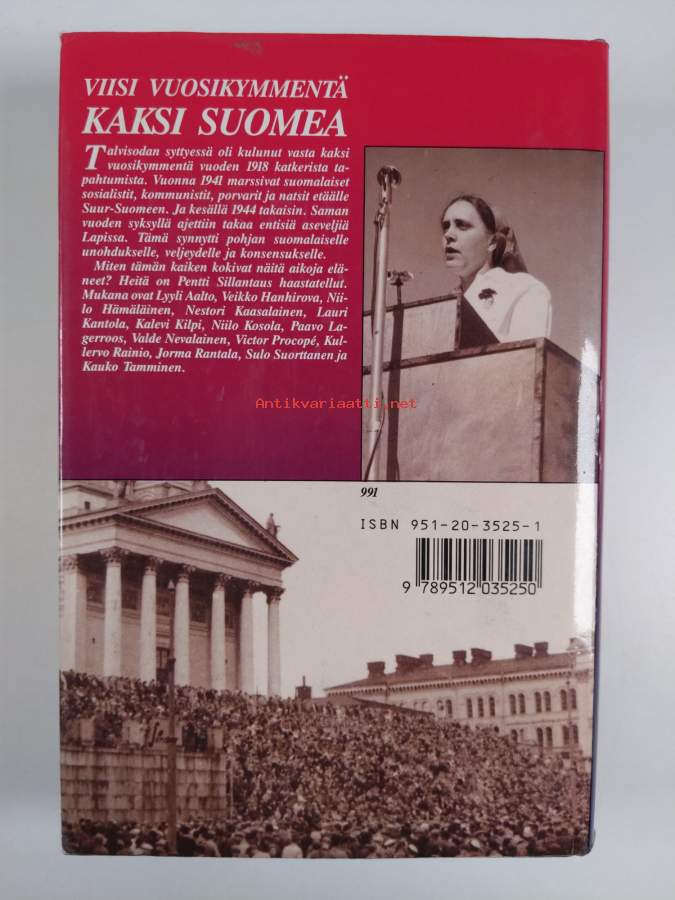 VIISI VUOSIKYMMENTÄ
KAKSI SUOMEA
Talvisodan syttyessä oli kulunut vasta kaksi
vuosikymmentä vuoden 1918 katkerista ta-
pahtumista. Vuonna 1941 marssivat suomalaiset
sosialistit, kommunistit, porvarit ja natsit etäälle
Suur-Suomeen. Ja kesällä 1944 takaisin. Saman
vuoden syksyllä ajettiin takaa entisiä aseveljiä
Lapissa. Tämä synnytti pohjan suomalaiselle
unohdukselle, veljeydelle ja konsensukselle.
Miten tämän kaiken kokivat näitä aikoja elä-
neet? Heitä on Pentti Sillantaus haastatellut.
Mukana ovat Lyyli Aalto, Veikko Hanhirova, Nii-
lo Hämäläinen, Nestori Kaasalainen, Lauri
Kantola, Kalevi Kilpi, Niilo Kosola, Paavo La-
gerroos, Valde Nevalainen, Victor Procopé, Kul-
lervo Rainio, Jorma Rantala, Sulo Suorttanen ja
Kauko Tamminen.
Antikvariaatti.net
991
ISBN 951-20-3525-1
9 789512 035250